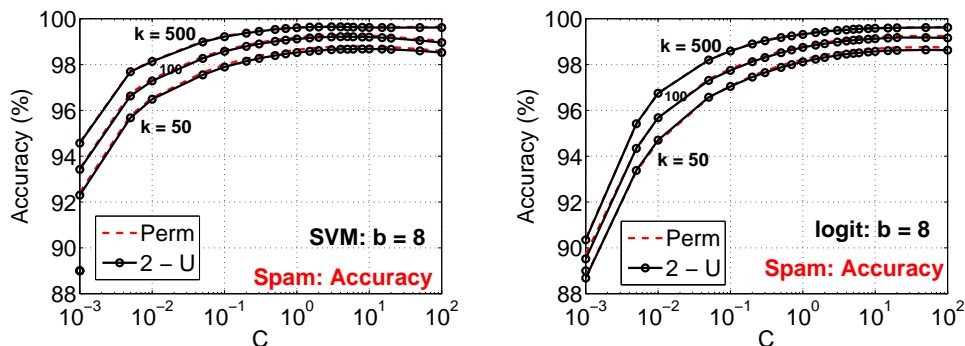 100
98
96
94
92
90
88
Accuracy (%)
k = 500
100
k = 50
Perm
2 − U
SVM: b = 8
Spam: Accuracy
10^−3
10^−2
10^−1
10^0
10^1
10^2
C
100
98
96
94
92
90
88
Accuracy (%)
k = 500
100
k = 50
Perm
2 − U
logit: b = 8
Spam: Accuracy
10^−3
10^−2
10^−1
10^0
10^1
10^2
C